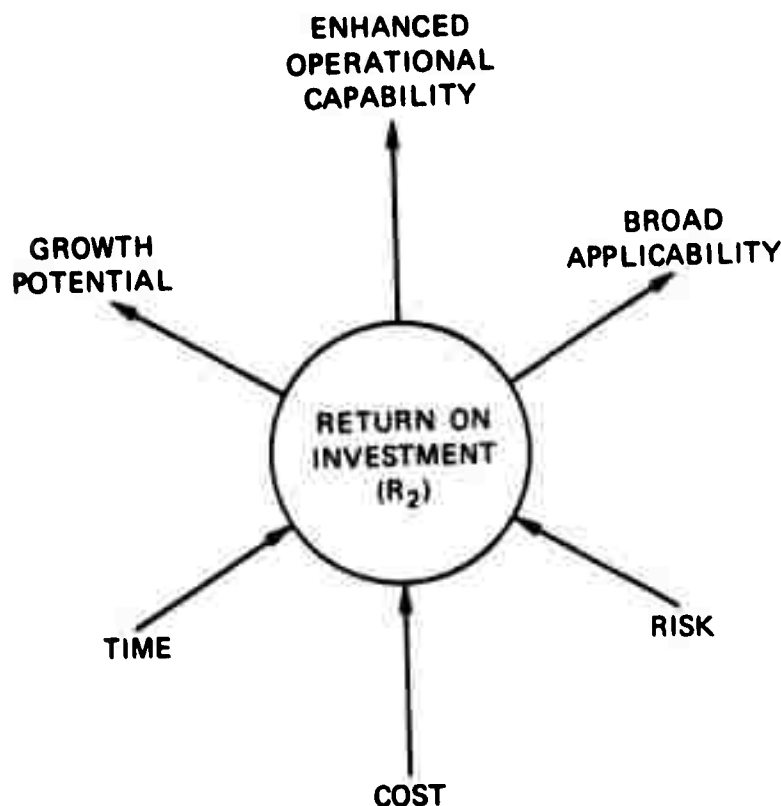 ENHANCED
OPERATIONAL
CAPABILITY
GROWTH
POTENTIAL
BROAD
APPLICABILITY
RETURN ON
INVESTMENT
(R₂)
TIME
RISK
COST